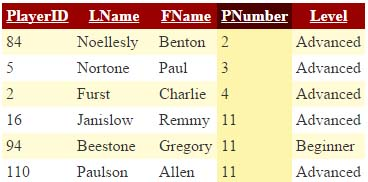 PlayerID LName FName PNumber Level
84 Noellesly Benton 2 Advanced
5 Nortone Paul 3 Advanced
2 Furst Charlie 4 Advanced
16 Janislow Remmy 11 Advanced
94 Beestone Gregory 11 Beginner
110 Paulson Allen 11 Advanced